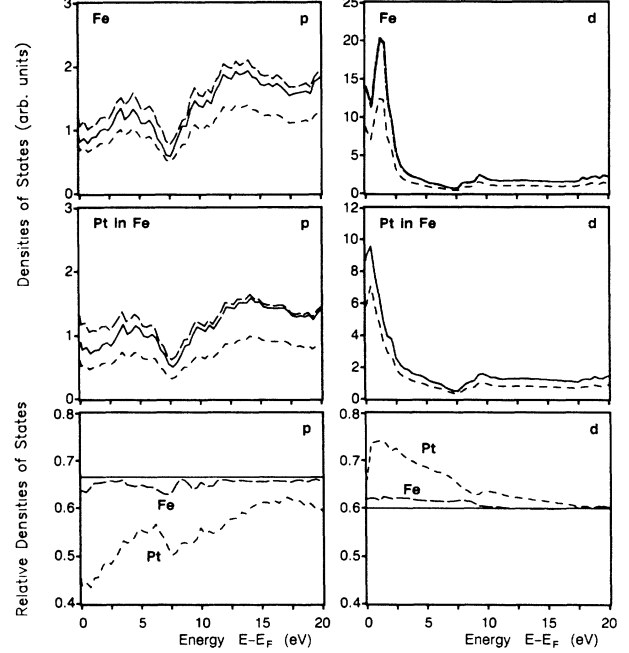 Densities of States (arb. units)
Relative Densities of States
3
Fe
p
2
1
0
25
Fe
d
20
15
10
5
0
3
Pt in Fe
p
2
1
0
12
Pt in Fe
d
10
8
6
4
2
0
0.8
p
0.7
0.6
Fe
0.5
Pt
0.4
0 5 10 15 20
Energy E-E_F (eV)
0.8
d
Pt
0.7
Fe
0.6
0.5
0.4
0 5 10 15 20
Energy E-E_F (eV)